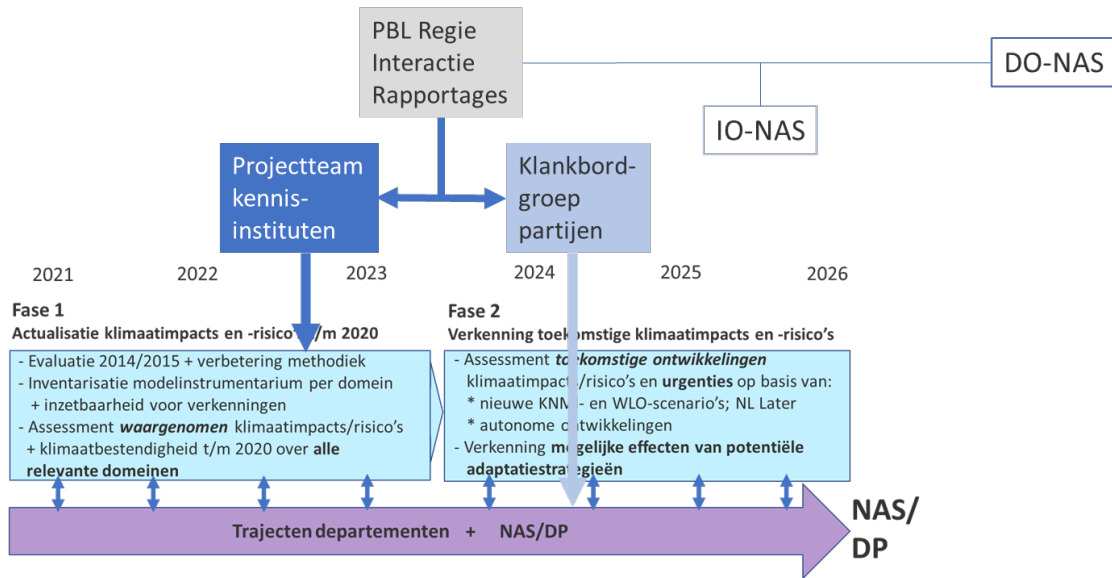 PBL Regie
Interactie
Rapportages
DO-NAS
IO-NAS
Projectteam
kennis-
instituten
Klankbord-
groep
partijen
2021 2022 2023 2024 2025 2026
Fase 1
Actualisatie klimaatimpacts en -risico t/m 2020
- Evaluatie 2014/2015 + verbetering methodiek
- Inventarisatie modelinstrumentarium per domein
+ inzetbaarheid voor verkenningen
- Assessment waargenomen klimaatimpacts/risico's
+ klimaatbestendigheid t/m 2020 over alle
relevante domeinen
Fase 2
Verkenning toekomstige klimaatimpacts en -risico's
- Assessment toekomstige ontwikkelingen
klimaatimpacts/risico's en urgenties op basis van:
* nieuwe KNMI- en WLO-scenario's; NL Later
* autonome ontwikkelingen
- Verkenning mogelijke effecten van potentiële
adaptatiestrategieën
Trajecten departementen + NAS/DP
NAS/
DP